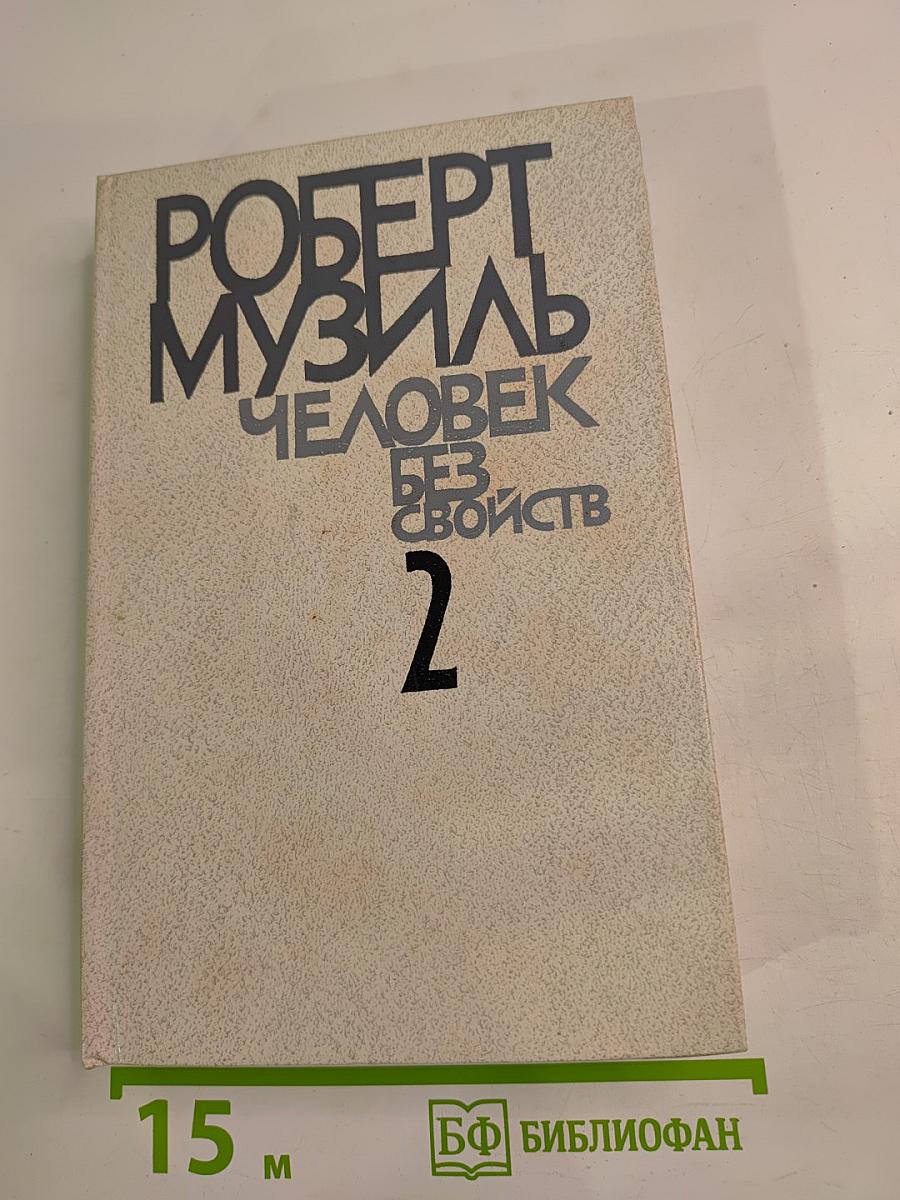 РОБЕРТ
МУЗИЛЬ
ЧЕЛОВЕК
БЕЗ
СВОЙСТВ
2
15 м
БФ БИБЛИОФАН